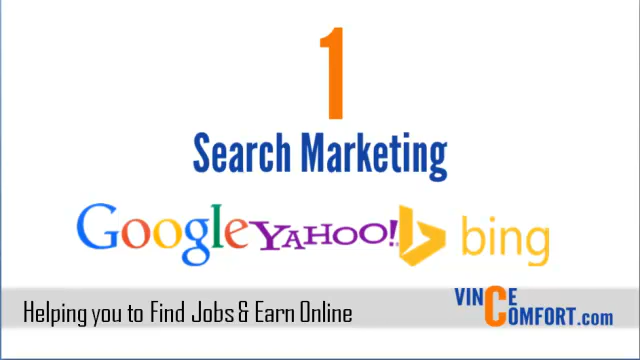 1
Search Marketing
Google YAHOO! bing
Helping you to Find Jobs & Earn Online
VINCE
COMFORT.com